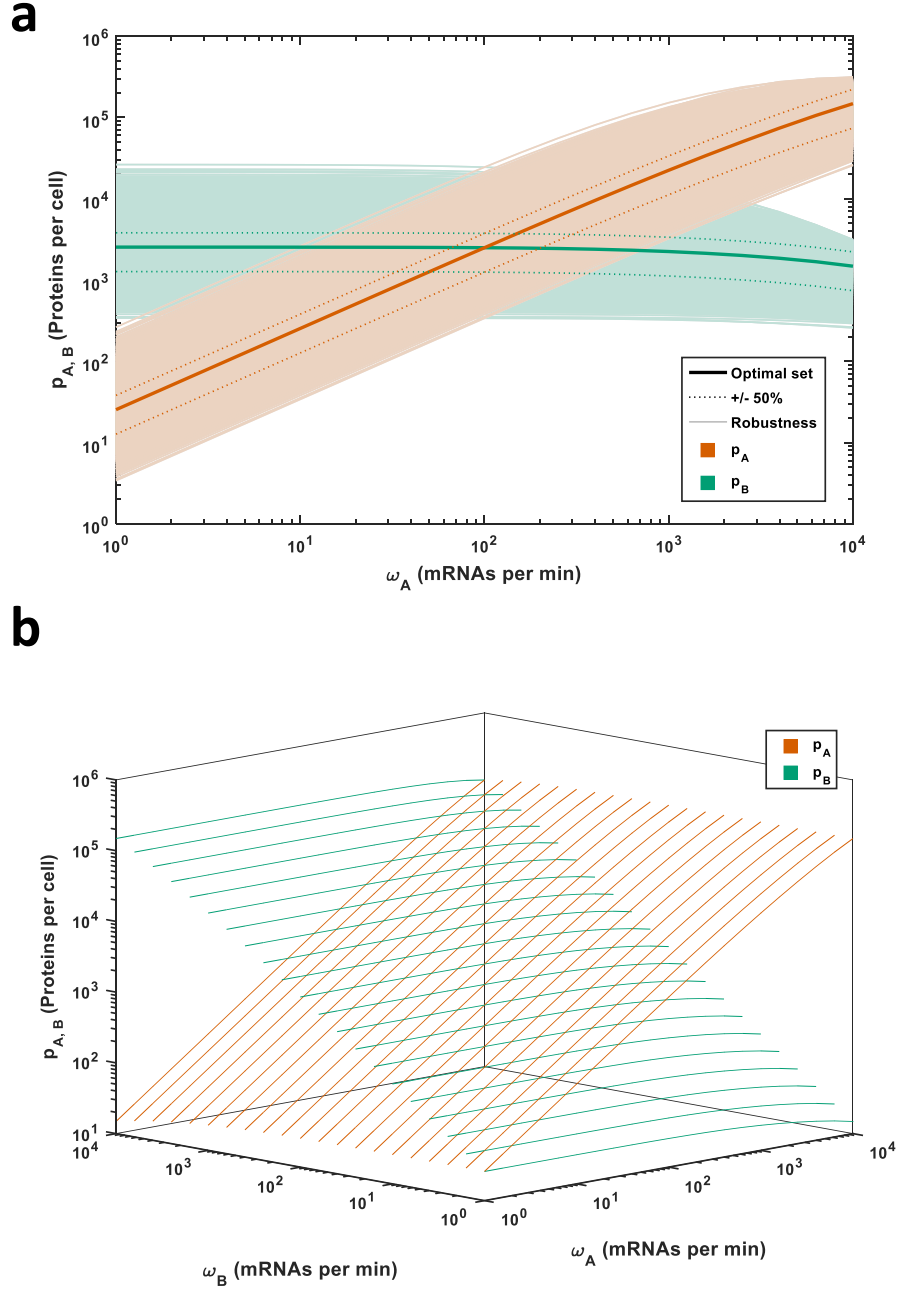 a
10^6
10^5
10^4
10^3
10^2
10^1
10^0
p_A, B (Proteins per cell)
Optimal set
+/- 50%
Robustness
p_A
p_B
10^0 10^1 10^2 10^3 10^4
ω_A (mRNAs per min)
b
p_A
p_B
10^6
10^5
10^4
10^3
10^2
10^1
p_A, B (Proteins per cell)
10^4 10^3 10^2 10^1 10^0
10^0 10^1 10^2 10^3 10^4
ω_B (mRNAs per min)
ω_A (mRNAs per min)